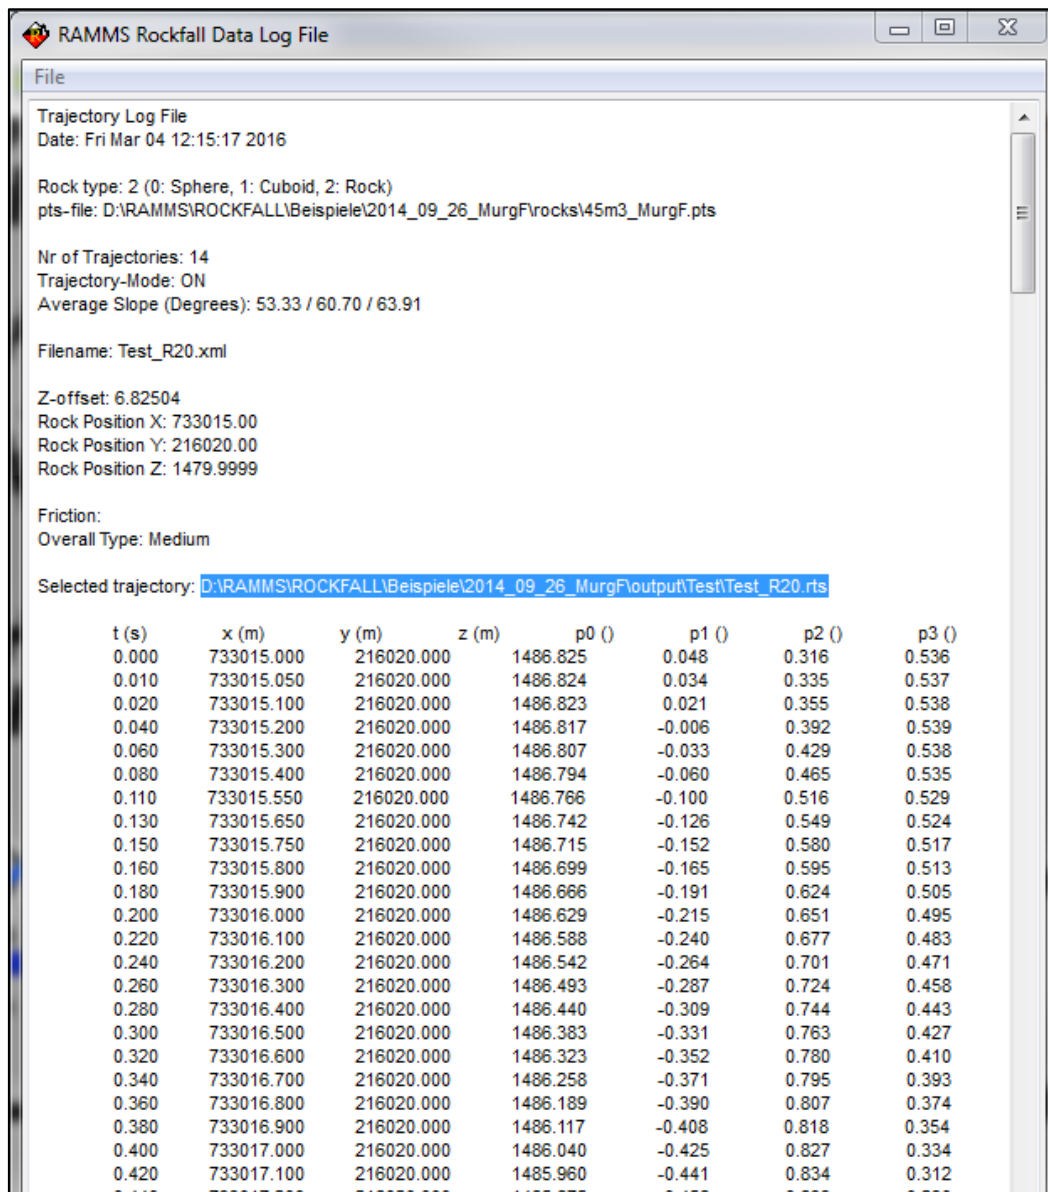 RAMMS Rockfall Data Log File
File
Trajectory Log File
Date: Fri Mar 04 12:15:17 2016
Rock type: 2 (0: Sphere, 1: Cuboid, 2: Rock)
pts-file: D:\RAMMS\ROCKFALL\Beispiele\2014_09_26_MurgF\rocks\45m3_MurgF.pts
Nr of Trajectories: 14
Trajectory-Mode: ON
Average Slope (Degrees): 53.33 / 60.70 / 63.91
Filename: Test_R20.xml
Z-offset: 6.82504
Rock Position X: 733015.00
Rock Position Y: 216020.00
Rock Position Z: 1479.9999
Friction:
Overall Type: Medium
Selected trajectory: D:\RAMMS\ROCKFALL\Beispiele\2014_09_26_MurgF\output\Test\Test_R20.rts
t (s) x (m) y (m) z (m) p0 () p1 () p2 () p3 ()
0.000 733015.000 216020.000 1486.825 0.048 0.316 0.536
0.010 733015.050 216020.000 1486.824 0.034 0.335 0.537
0.020 733015.100 216020.000 1486.823 0.021 0.355 0.538
0.040 733015.200 216020.000 1486.817 -0.006 0.392 0.539
0.060 733015.300 216020.000 1486.807 -0.033 0.429 0.538
0.080 733015.400 216020.000 1486.794 -0.060 0.465 0.535
0.110 733015.550 216020.000 1486.766 -0.100 0.516 0.529
0.130 733015.650 216020.000 1486.742 -0.126 0.549 0.524
0.150 733015.750 216020.000 1486.715 -0.152 0.580 0.517
0.160 733015.800 216020.000 1486.699 -0.165 0.595 0.513
0.180 733015.900 216020.000 1486.666 -0.191 0.624 0.505
0.200 733016.000 216020.000 1486.629 -0.215 0.651 0.495
0.220 733016.100 216020.000 1486.588 -0.240 0.677 0.483
0.240 733016.200 216020.000 1486.542 -0.264 0.701 0.471
0.260 733016.300 216020.000 1486.493 -0.287 0.724 0.458
0.280 733016.400 216020.000 1486.440 -0.309 0.744 0.443
0.300 733016.500 216020.000 1486.383 -0.331 0.763 0.427
0.320 733016.600 216020.000 1486.323 -0.352 0.780 0.410
0.340 733016.700 216020.000 1486.258 -0.371 0.795 0.393
0.360 733016.800 216020.000 1486.189 -0.390 0.807 0.374
0.380 733016.900 216020.000 1486.117 -0.408 0.818 0.354
0.400 733017.000 216020.000 1486.040 -0.425 0.827 0.334
0.420 733017.100 216020.000 1485.960 -0.441 0.834 0.312